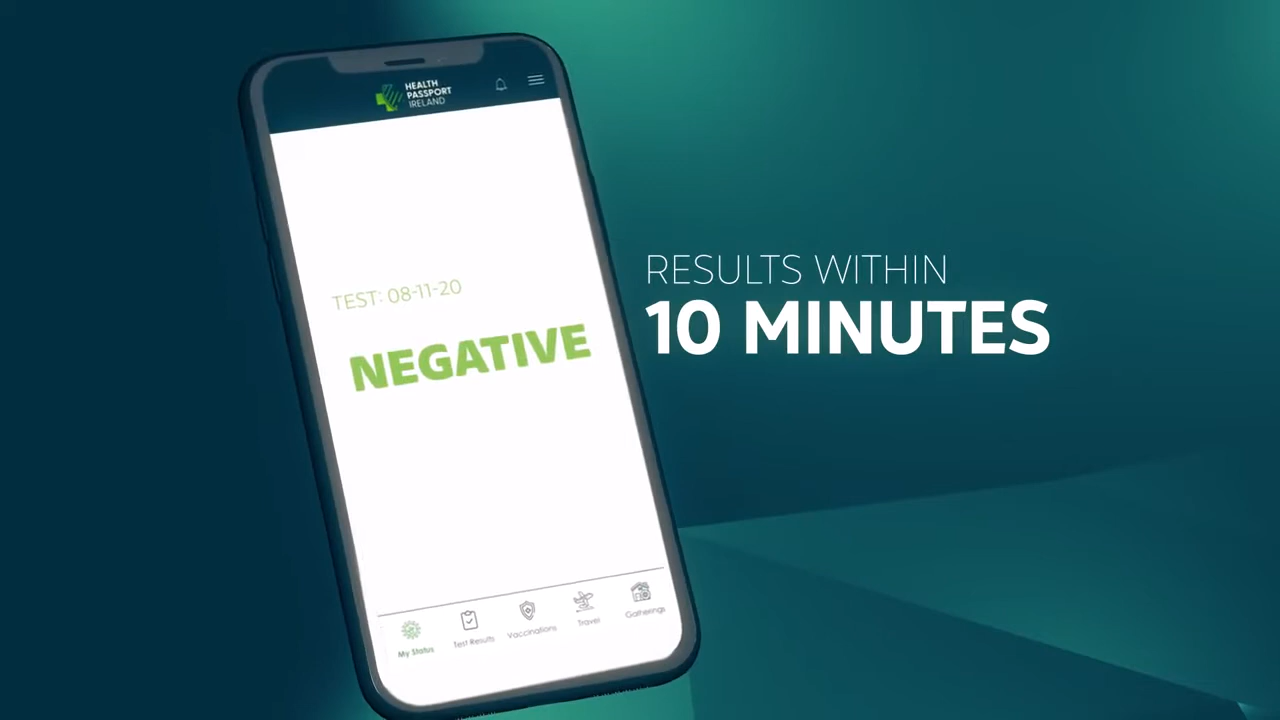 HEALTH
PASSPORT
IRELAND
TEST: 08-11-20
NEGATIVE
My Status
Test Results
Vaccinations
Travel
Gatherings
RESULTS WITHIN
10 MINUTES